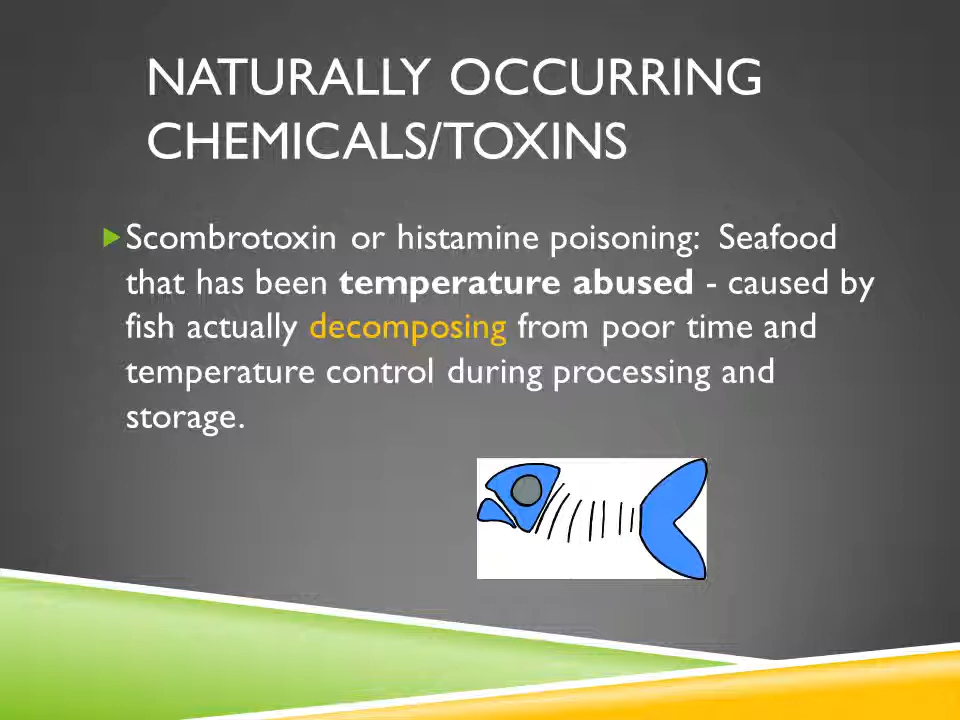 NATURALLY OCCURRING
CHEMICALS/TOXINS
Scombrotoxin or histamine poisoning:  Seafood
that has been temperature abused - caused by
fish actually decomposing from poor time and
temperature control during processing and
storage.